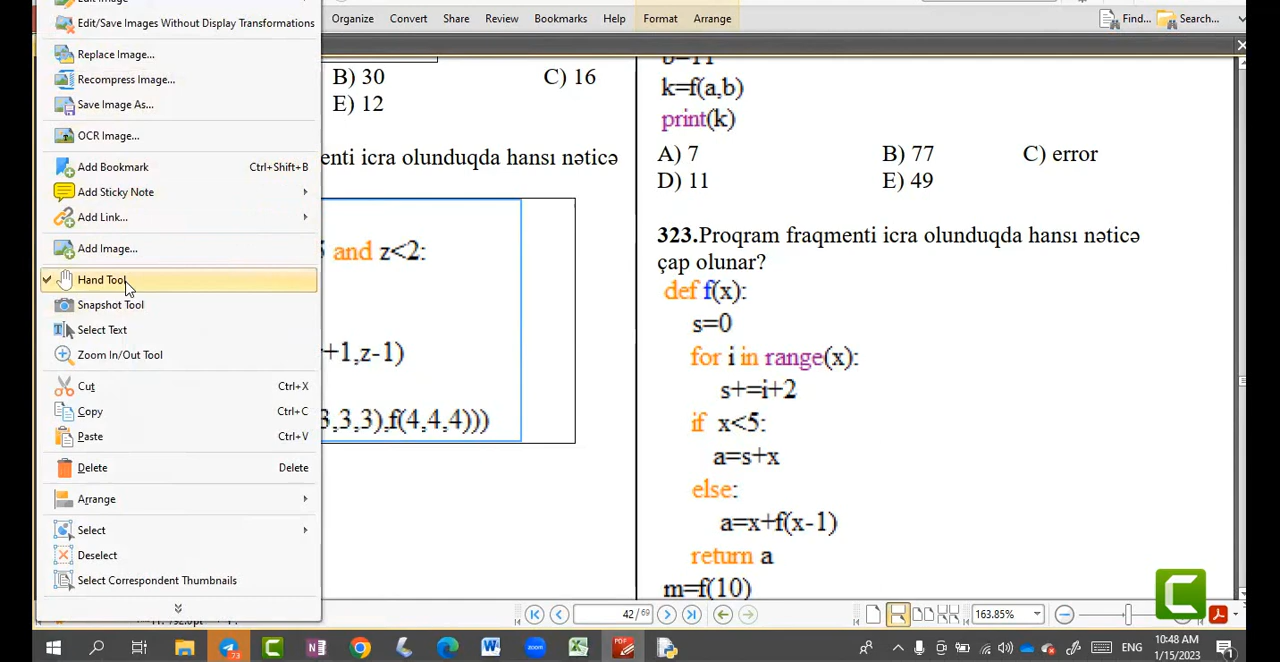 Edit Image
Organize Convert Share Review Bookmarks Help Format Arrange Find... Search...
Edit/Save Images Without Display Transformations
Replace Image...
Recompress Image...
Save Image As...
OCR Image...
Add Bookmark Ctrl+Shift+B
Add Sticky Note
Add Link...
Add Image...
Hand Tool
Snapshot Tool
Select Text
Zoom In/Out Tool
Cut Ctrl+X
Copy Ctrl+C
Paste Ctrl+V
Delete Delete
Arrange
Select
Deselect
Select Correspondent Thumbnails
B) 30 C) 16
E) 12
enti icra olunduqda hansı nəticə
and z<2:
+1,z-1)
3,3,3),f(4,4,4)))
b=11
k=f(a,b)
print(k)
A) 7 B) 77 C) error
D) 11 E) 49
323.Proqram fraqmenti icra olunduqda hansı nəticə
çap olunar?
def f(x):
s=0
for i in range(x):
s+=i+2
if x<5:
a=s+x
else:
a=x+f(x-1)
return a
m=f(10)
42 / 69 163.85%
ENG 10:48 AM
1/15/2023